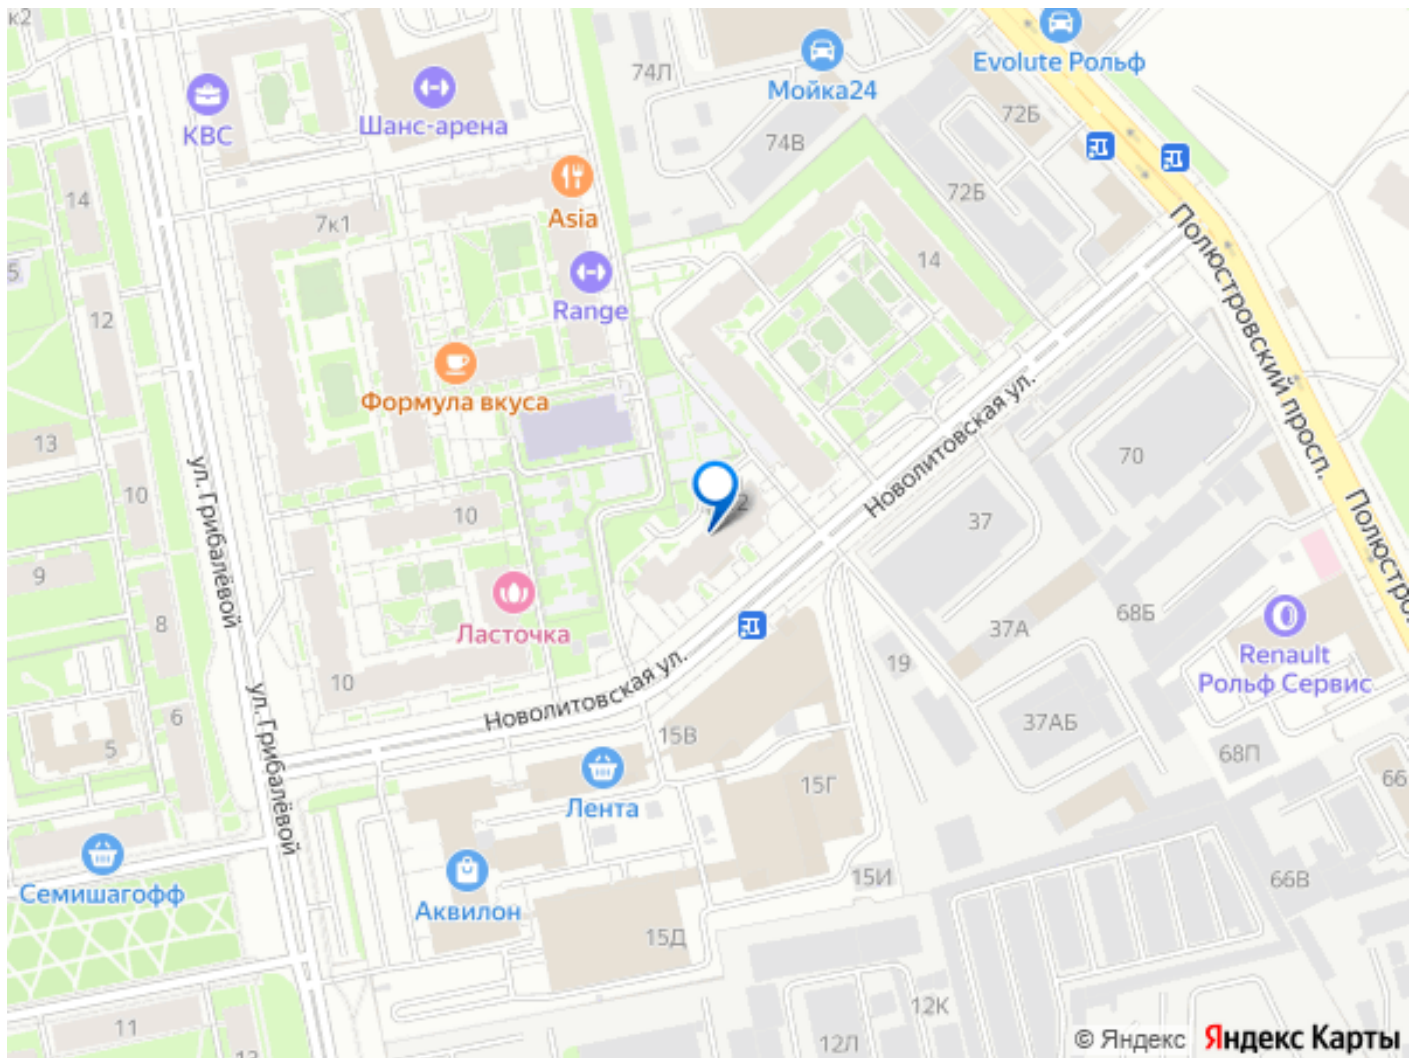 к2
Evolute Рольф
74Л
Мойка24
КВС
Шанс-арена
72Б
74В
14
Asia
72Б
7к1
Полюстровский просп.
14
5
Range
12
Формула вкуса
13
Новолитовская ул.
70
10
ул. Грибалёвой
2
10
37
Полюстро
9
Ласточка
8
37А
68Б
19
Renault
Рольф Сервис
10
ул. Грибалёвой
Новолитовская ул.
6
5
15В
37АБ
68П
15Г
66
Лента
Семишагофф
Аквилон
15И
66В
15Д
12К
11
13
12Л
© Яндекс
Яндекс Карты